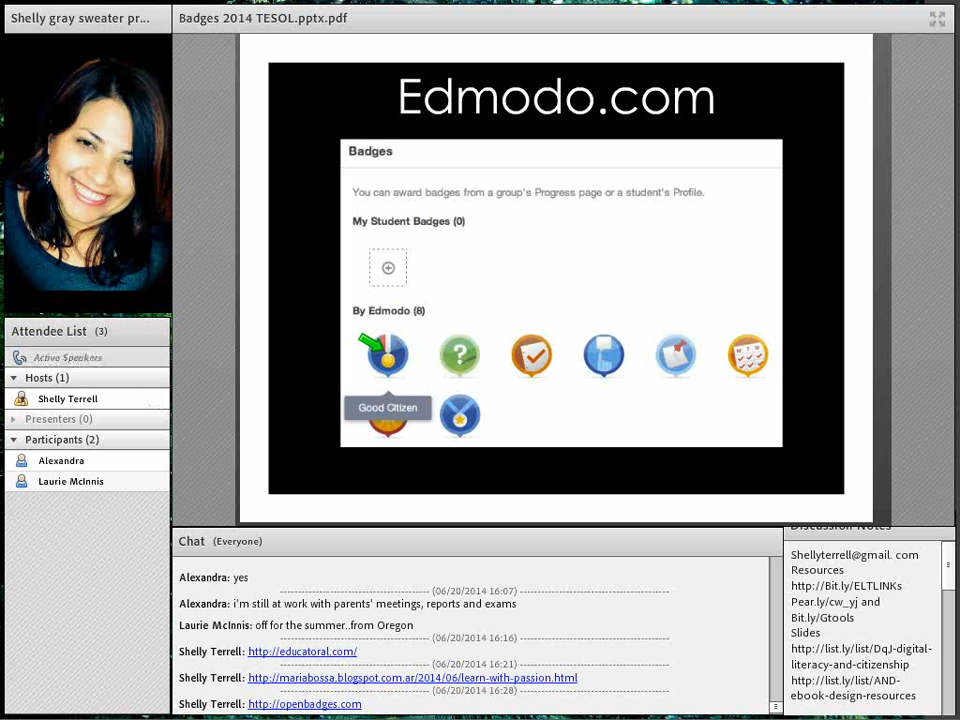 Shelly gray sweater pr...
Badges 2014 TESOL.pptx.pdf
Edmodo.com
Badges
You can award badges from a group's Progress page or a student's Profile.
My Student Badges (0)
By Edmodo (8)
?
M T W
Good Citizen
Attendee List (3)
Active Speakers
Hosts (1)
Shelly Terrell
Presenters (0)
Participants (2)
Alexandra
Laurie McInnis
Chat (Everyone)
Alexandra: yes
(06/20/2014 16:07)
Alexandra: i'm still at work with parents' meetings, reports and exams
Laurie McInnis: off for the summer..from Oregon
(06/20/2014 16:16)
Shelly Terrell: http://educatoral.com/
(06/20/2014 16:21)
Shelly Terrell: http://mariabossa.blogspot.com.ar/2014/06/learn-with-passion.html
(06/20/2014 16:28)
Shelly Terrell: http://openbadges.com
Discussion Notes
Shellyterrell@gmail. com
Resources
http://Bit.ly/ELTLINKs
Pear.ly/cw_yj and
Bit.ly/Gtools
Slides
http://list.ly/list/DqJ-digital-
literacy-and-citizenship
http://list.ly/list/AND-
ebook-design-resources